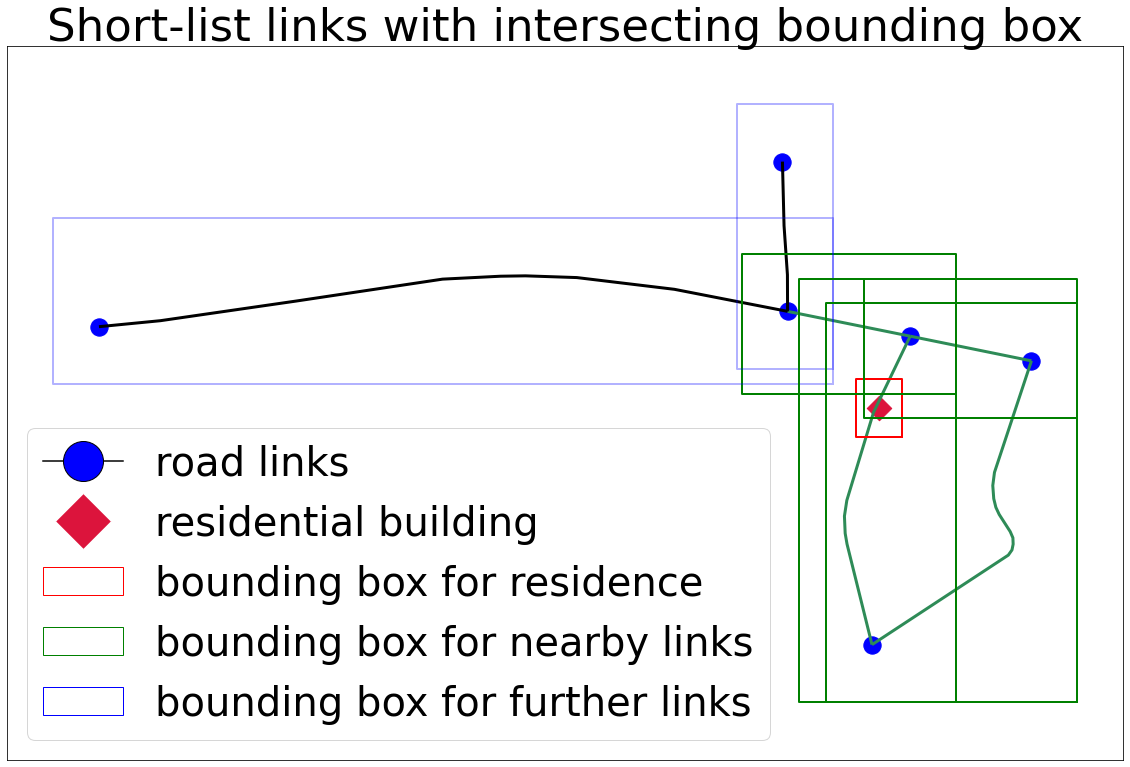 Short-list links with intersecting bounding box
road links
residential building
bounding box for residence
bounding box for nearby links
bounding box for further links